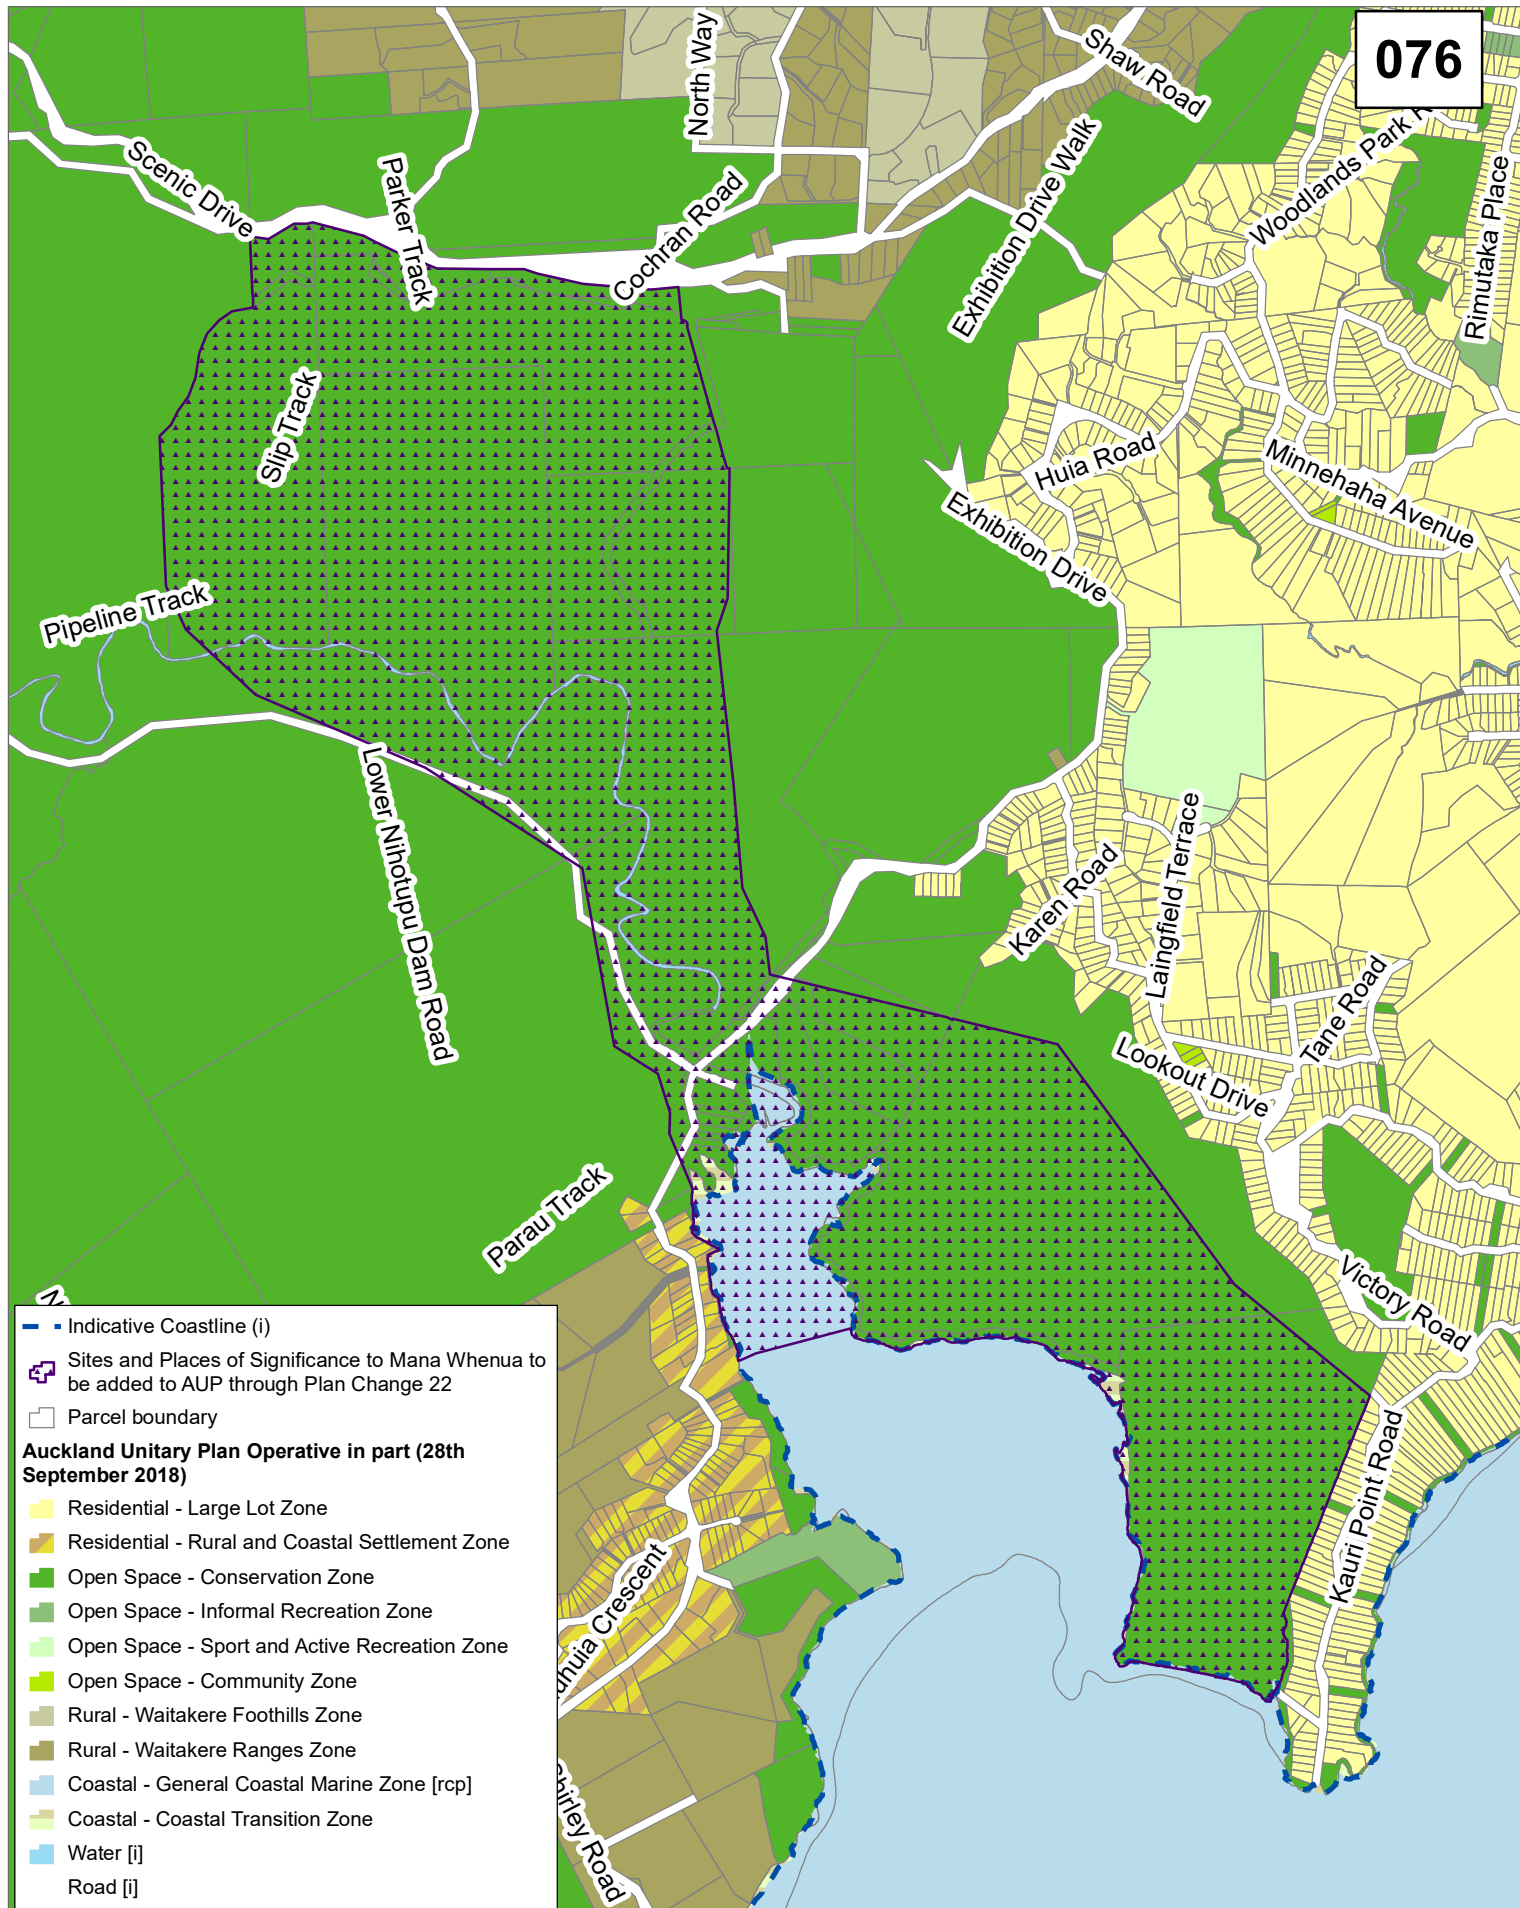 076
North Way
Shaw Road
Scenic Drive
Parker Track
Cochran Road
Exhibition Drive Walk
Woodlands Park
Rimutaka Place
Slip Track
Huia Road
Minnehaha Avenue
Exhibition Drive
Pipeline Track
Lower Nihotupu Dam Road
Karen Road
Laingfield Terrace
Tane Road
Lookout Drive
Parau Track
Victory Road
Kauri Point Road
Crescent
Shirley Road
Indicative Coastline (i)
Sites and Places of Significance to Mana Whenua to
be added to AUP through Plan Change 22
Parcel boundary
Auckland Unitary Plan Operative in part (28th
September 2018)
Residential - Large Lot Zone
Residential - Rural and Coastal Settlement Zone
Open Space - Conservation Zone
Open Space - Informal Recreation Zone
Open Space - Sport and Active Recreation Zone
Open Space - Community Zone
Rural - Waitakere Foothills Zone
Rural - Waitakere Ranges Zone
Coastal - General Coastal Marine Zone [rcp]
Coastal - Coastal Transition Zone
Water [i]
Road [i]